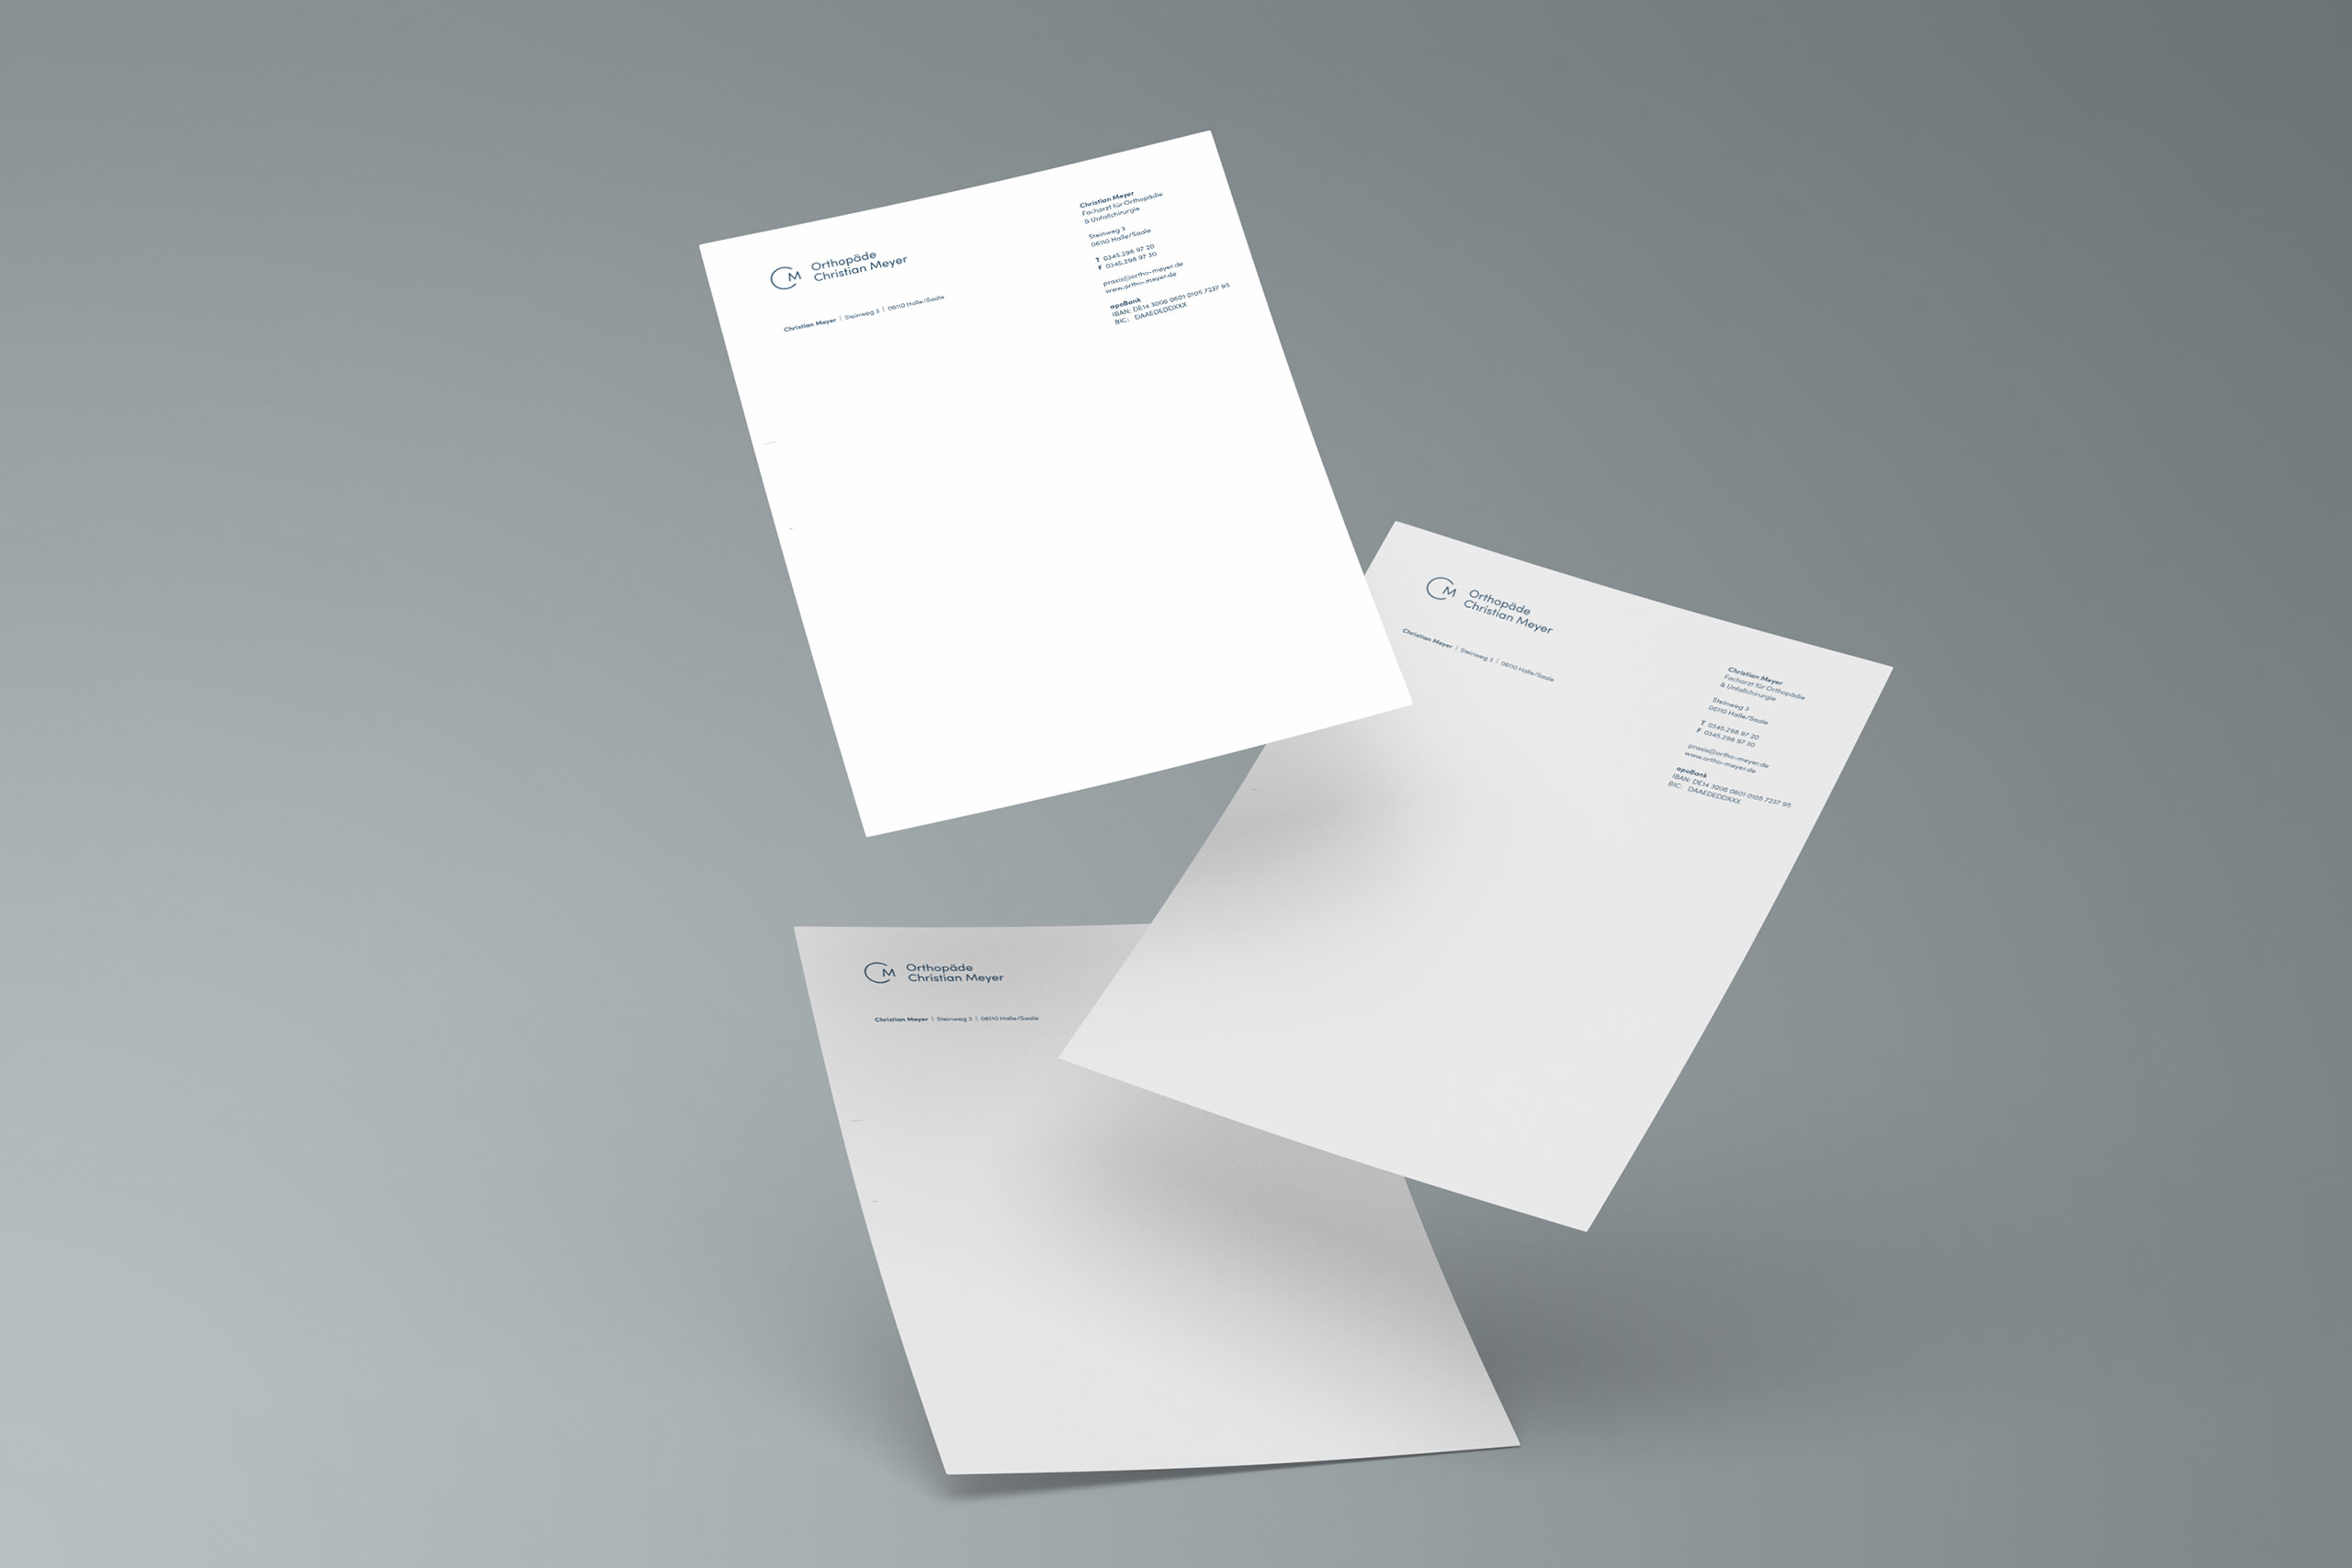 CM
Orthopäde
Christian Meyer
Christian Meyer | Steinweg 3 | 06110 Halle/Saale
Christian Meyer
Facharzt für Orthopädie
& Unfallchirurgie
Steinweg 3
06110 Halle/Saale
T 0345.298 97 20
F 0345.298 97 30
praxis@ortho-meyer.de
www.ortho-meyer.de
apoBank
IBAN: DE14 3006 0601 0105 7237 95
BIC: DAAEDEDDXXX
CM
Orthopäde
Christian Meyer
Christian Meyer | Steinweg 3 | 06110 Halle/Saale
Christian Meyer
Facharzt für Orthopädie
& Unfallchirurgie
Steinweg 3
06110 Halle/Saale
T 0345.298 97 20
F 0345.298 97 30
praxis@ortho-meyer.de
www.ortho-meyer.de
apoBank
IBAN: DE14 3006 0601 0105 7237 95
BIC: DAAEDEDDXXX
CM
Orthopäde
Christian Meyer
Christian Meyer | Steinweg 3 | 06110 Halle/Saale